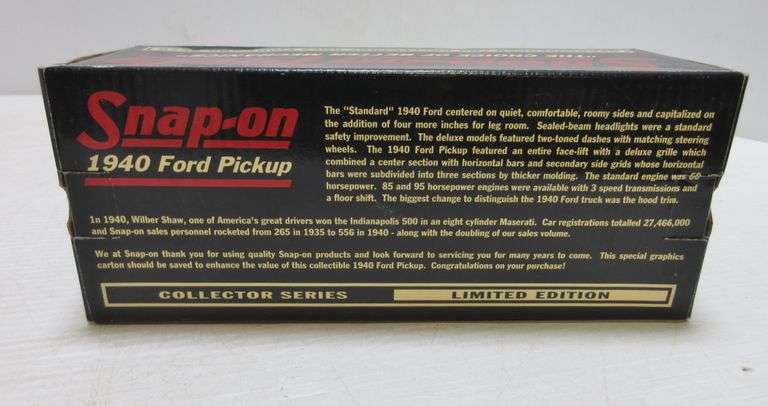 Snap-on
1940 Ford Pickup
The "Standard" 1940 Ford centered on quiet, comfortable, roomy sides and capitalized on
the addition of four more inches for leg room. Sealed-beam headlights were a standard
safety improvement. The deluxe models featured two-toned dashes with matching steering
wheels. The 1940 Ford Pickup featured an entire face-lift with a deluxe grille which
combined a center section with horizontal bars and secondary side grids whose horizontal
bars were subdivided into three sections by thicker molding. The standard engine was 60
horsepower. 85 and 95 horsepower engines were available with 3 speed transmissions and
a floor shift. The biggest change to distinguish the 1940 Ford truck was the hood trim.
In 1940, Wilber Shaw, one of America's great drivers won the Indianapolis 500 in an eight cylinder Maserati. Car registrations totalled 27,466,000
and Snap-on sales personnel rocketed from 265 in 1935 to 556 in 1940 - along with the doubling of our sales volume.
We at Snap-on thank you for using quality Snap-on products and look forward to servicing you for many years to come. This special graphics
carton should be saved to enhance the value of this collectible 1940 Ford Pickup. Congratulations on your purchase!
COLLECTOR SERIES LIMITED EDITION